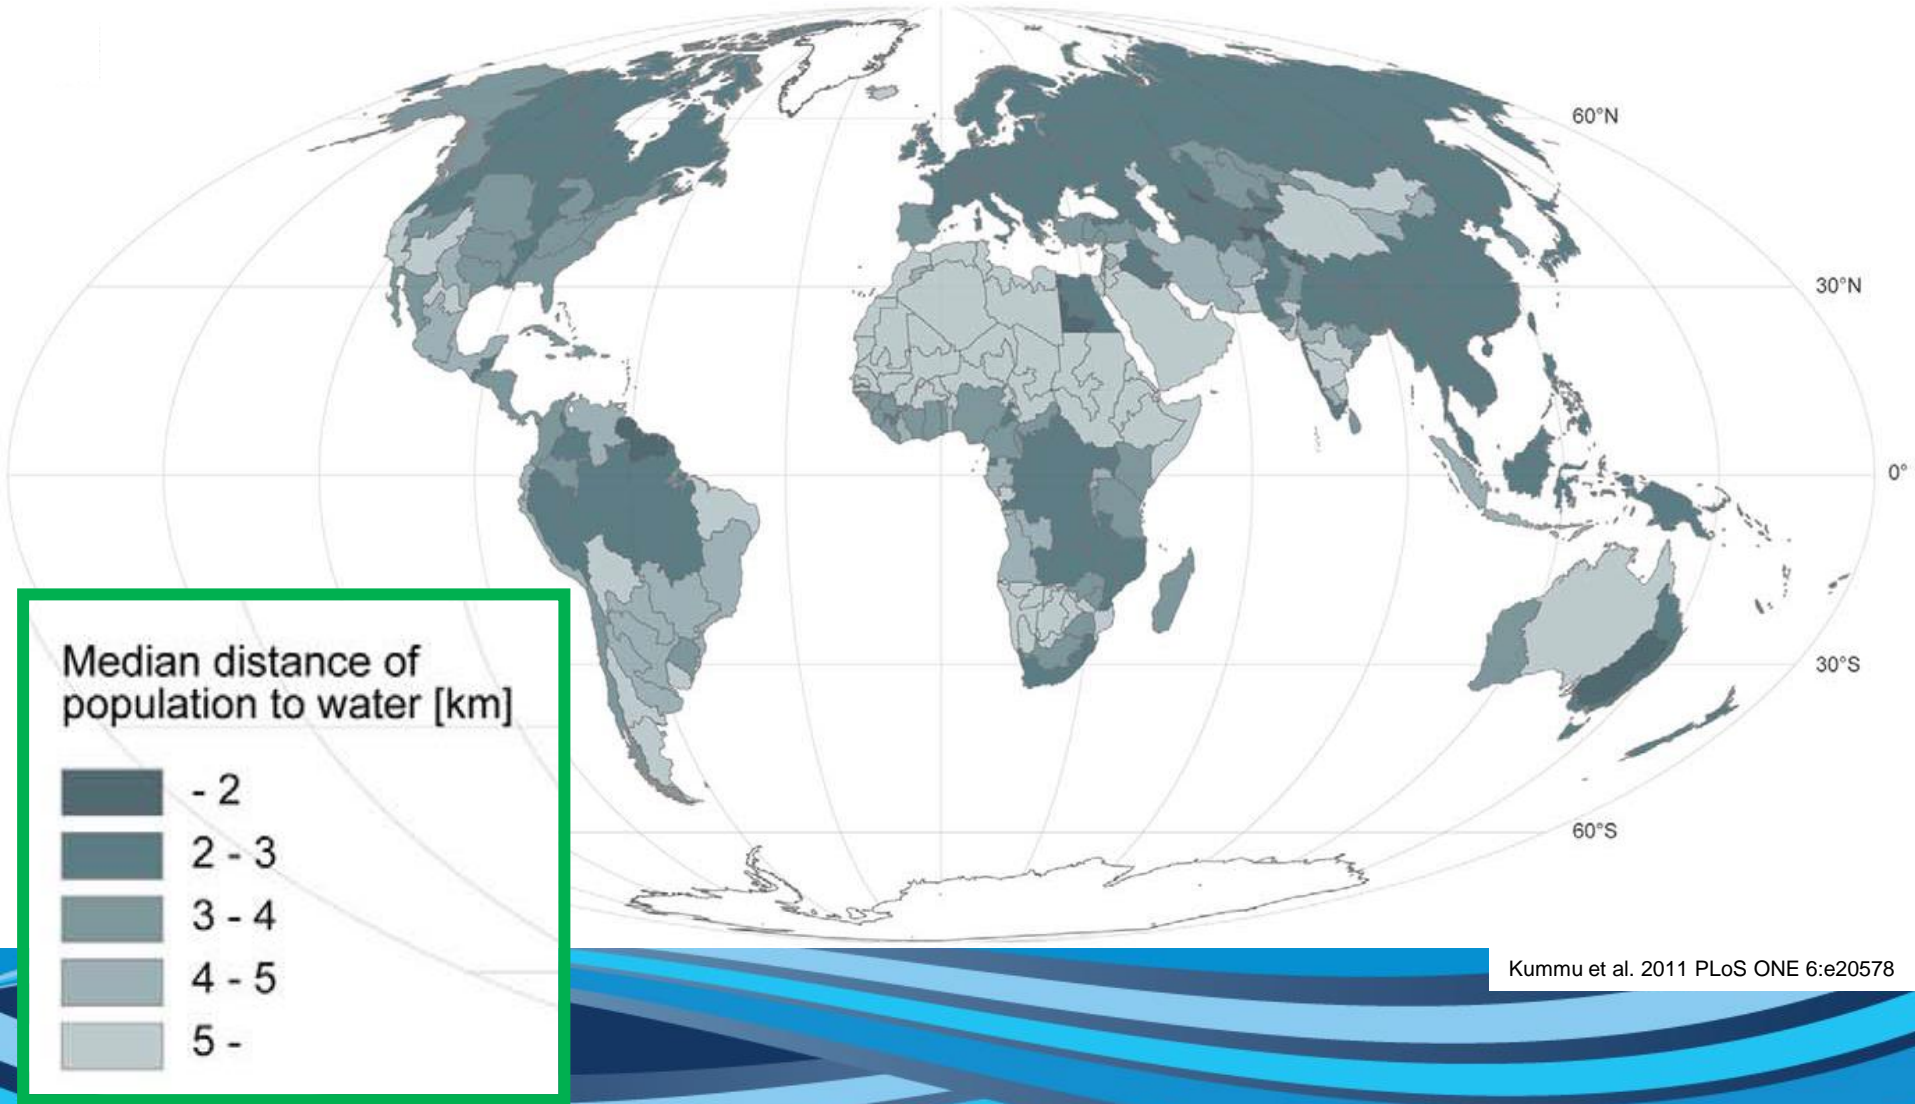 60°N
30°N
0°
30°S
60°S
Median distance of
population to water [km]
- 2
2 - 3
3 - 4
4 - 5
5 -
Kummu et al. 2011 PLoS ONE 6:e20578